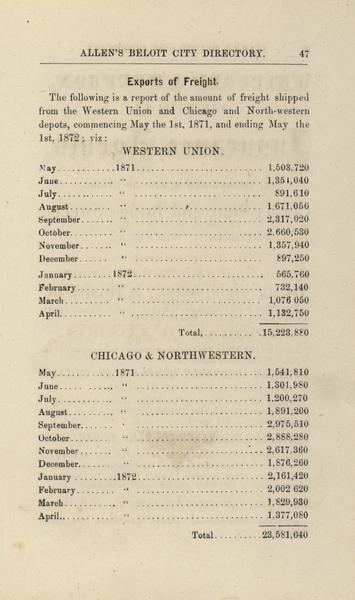 ALLEN'S BELOIT CITY DIRECTORY. 47
Exports of Freight.
The following is a report of the amount of freight shipped
from the Western Union and Chicago and North-western
depots, commencing May the 1st, 1871, and ending May the
1st, 1872; viz:
WESTERN UNION.
May............1871.......................... 1,503,720
June............ " .......................... 1,354,040
July............ " .......................... 891,610
August........ " .......................... 1,671,050
September....... " .......................... 2,317,020
October........ " .......................... 2.660,530
November....... " .......................... 1,357,940
December....... " .......................... 897,250
January.........1872.......................... 565,760
February........ " .......................... 732,140
March........... " .......................... 1,076 050
April............ " .......................... 1,132,750
Total,............15,223,880
CHICAGO & NORTHWESTERN.
May............1871.......................... 1,541,810
June............ " .......................... 1,301,980
July............ " .......................... 1,200,270
August.......... " .......................... 1,891,200
September....... ' .......................... 2,975,510
October......... " .......................... 2,888,280
November....... " .......................... 2,617,360
December....... " .......................... 1,876,260
January .........1872.......................... 2,161,420
February........ " .......................... 2,002 620
March........... " .......................... 1,829,930
April............ " .......................... 1,377,080
Total..........23,581,640